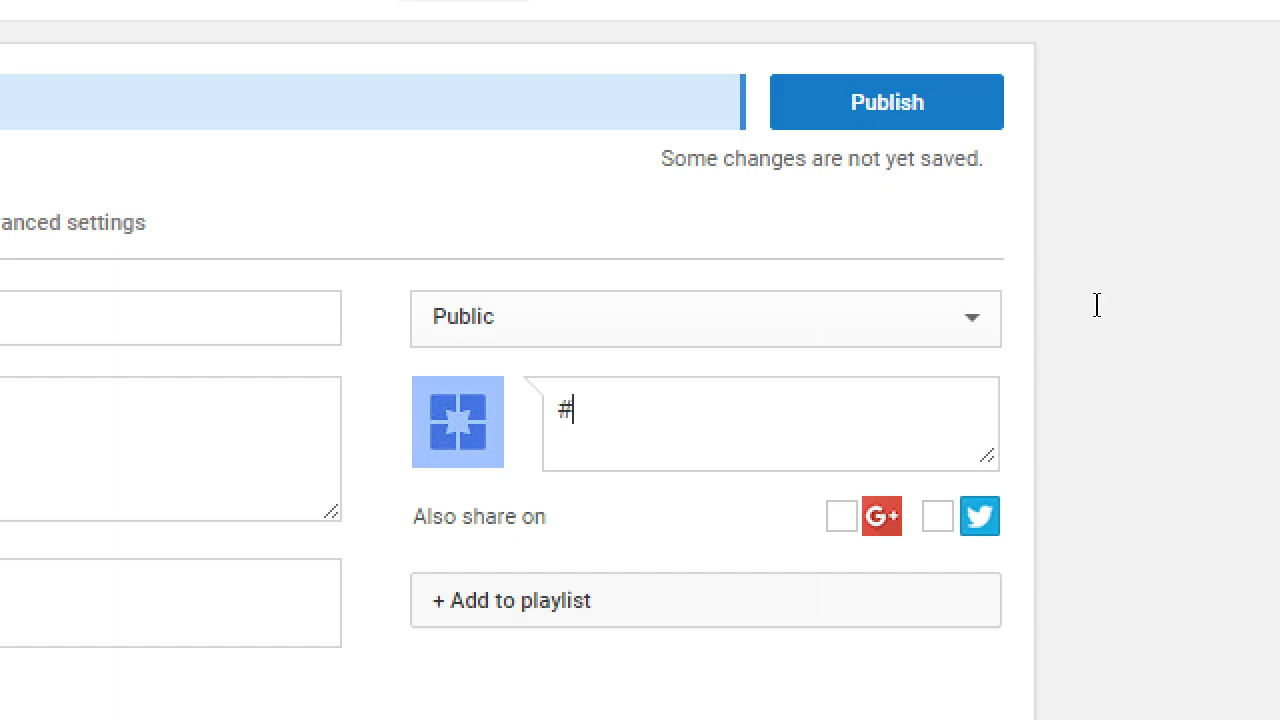 Publish
Some changes are not yet saved.
anced settings
Public
#
Also share on
G+
+ Add to playlist